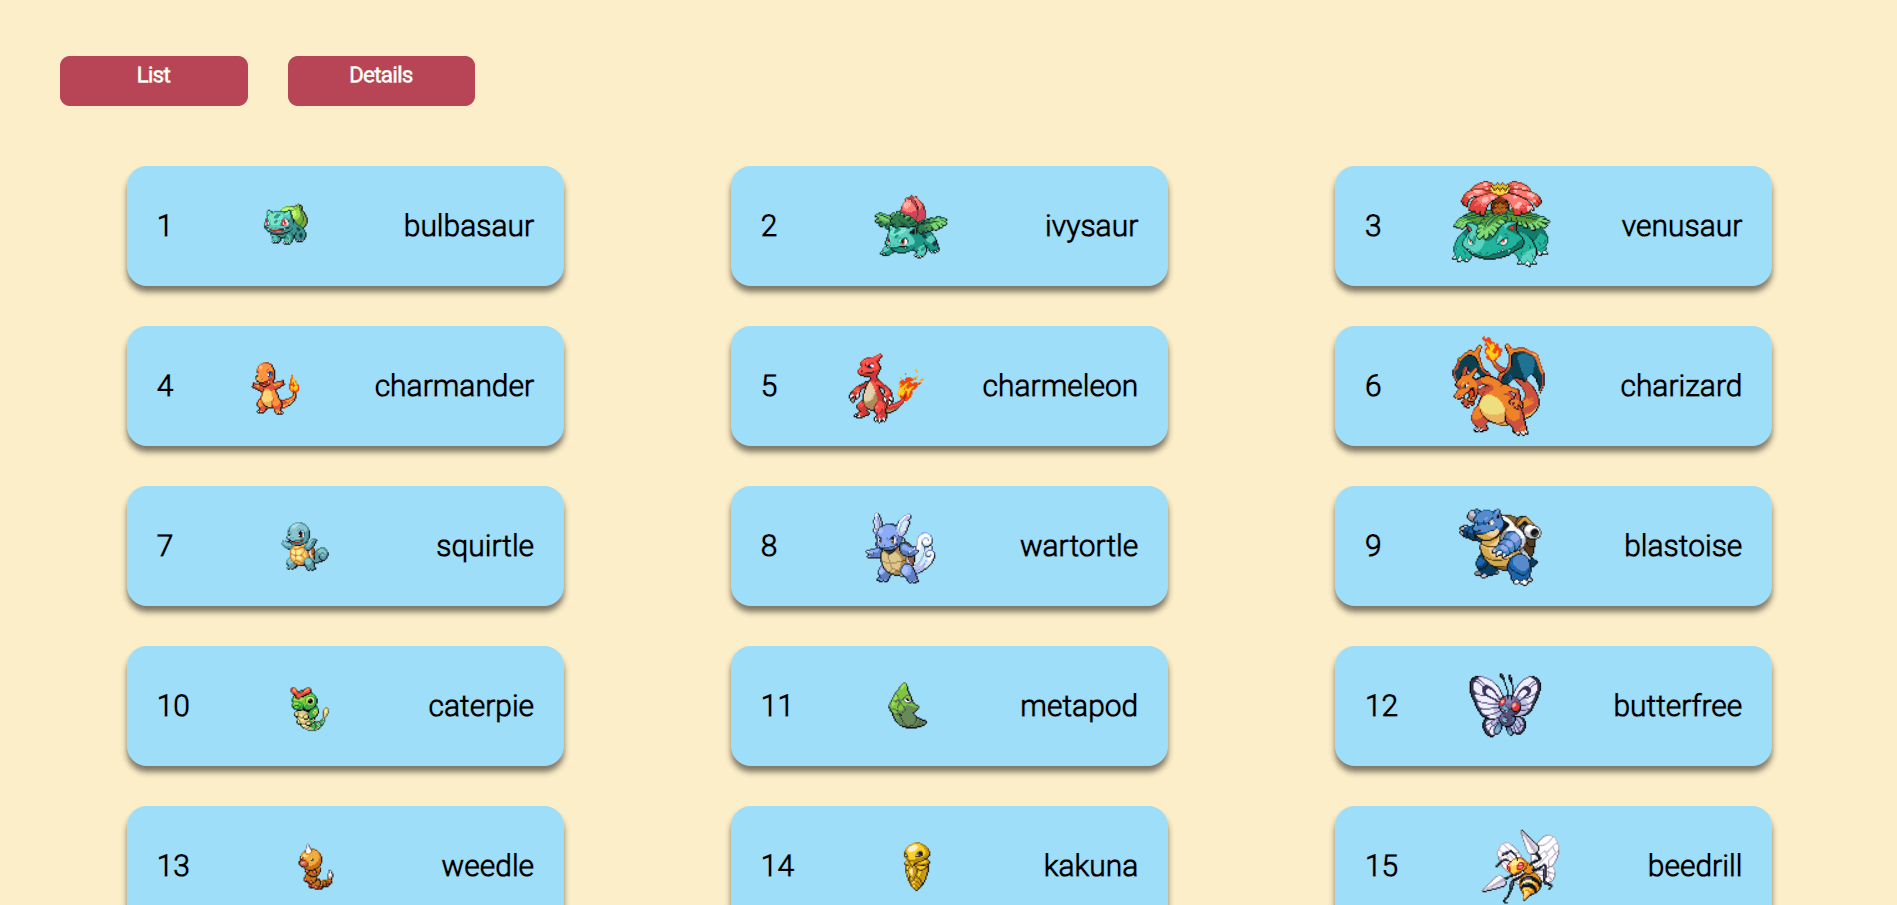 List Details
1 bulbasaur 2 ivysaur 3 venusaur
4 charmander 5 charmeleon 6 charizard
7 squirtle 8 wartortle 9 blastoise
10 caterpie 11 metapod 12 butterfree
13 weedle 14 kakuna 15 beedrill